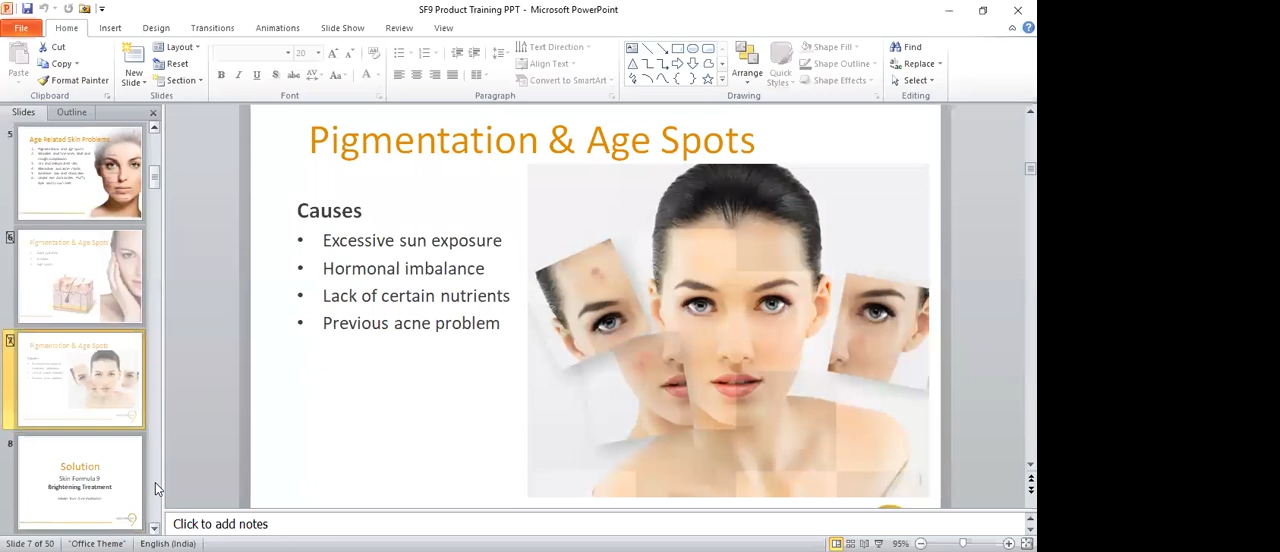 SF9 Product Training PPT - Microsoft PowerPoint
File Home Insert Design Transitions Animations Slide Show Review View
Paste
Cut
Copy
Format Painter
Clipboard
New
Slide
Layout
Reset
Section
Slides
20
Font
Text Direction
Align Text
Convert to SmartArt
Paragraph
Arrange
Quick
Styles
Shape Fill
Shape Outline
Shape Effects
Drawing
Find
Replace
Select
Editing
Slides Outline
5
Age Related Skin Problems
6
Pigmentation & Age Spots
7
Pigmentation & Age Spots
8
Solution
Skin Formula 9
Brightening Treatment
Pigmentation & Age Spots
Causes
• Excessive sun exposure
• Hormonal imbalance
• Lack of certain nutrients
• Previous acne problem
Click to add notes
Slide 7 of 50 "Office Theme" English (India) 95%